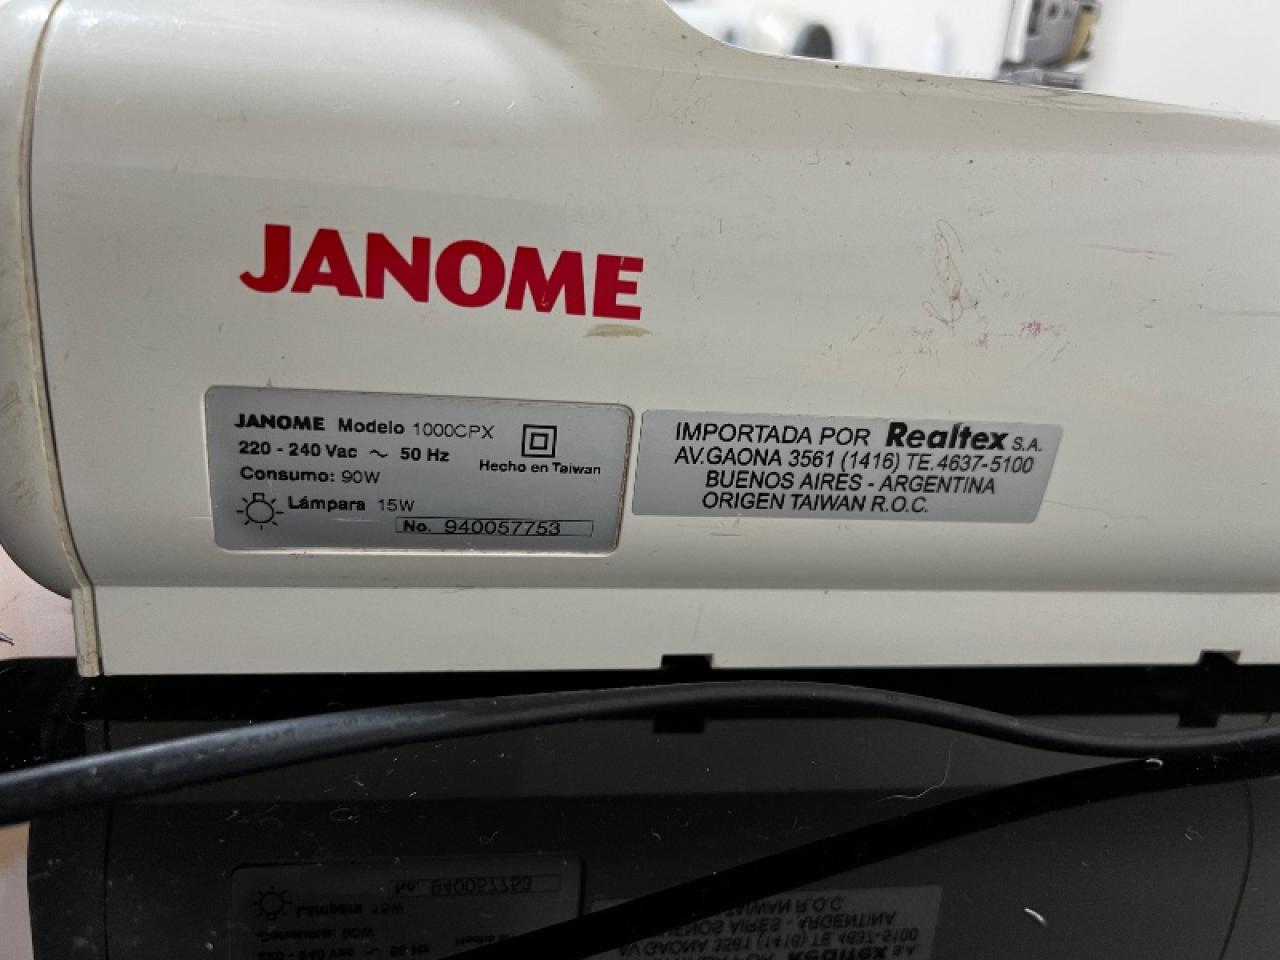 JANOME
JANOME Modelo 1000CPX
220 - 240 Vac ~ 50 Hz
Hecho en Taiwan
Consumo: 90W
Lámpara 15W
No. 940057753
IMPORTADA POR Realtex S.A.
AV.GAONA 3561 (1416) TE.4637-5100
BUENOS AIRES - ARGENTINA
ORIGEN TAIWAN R.O.C.